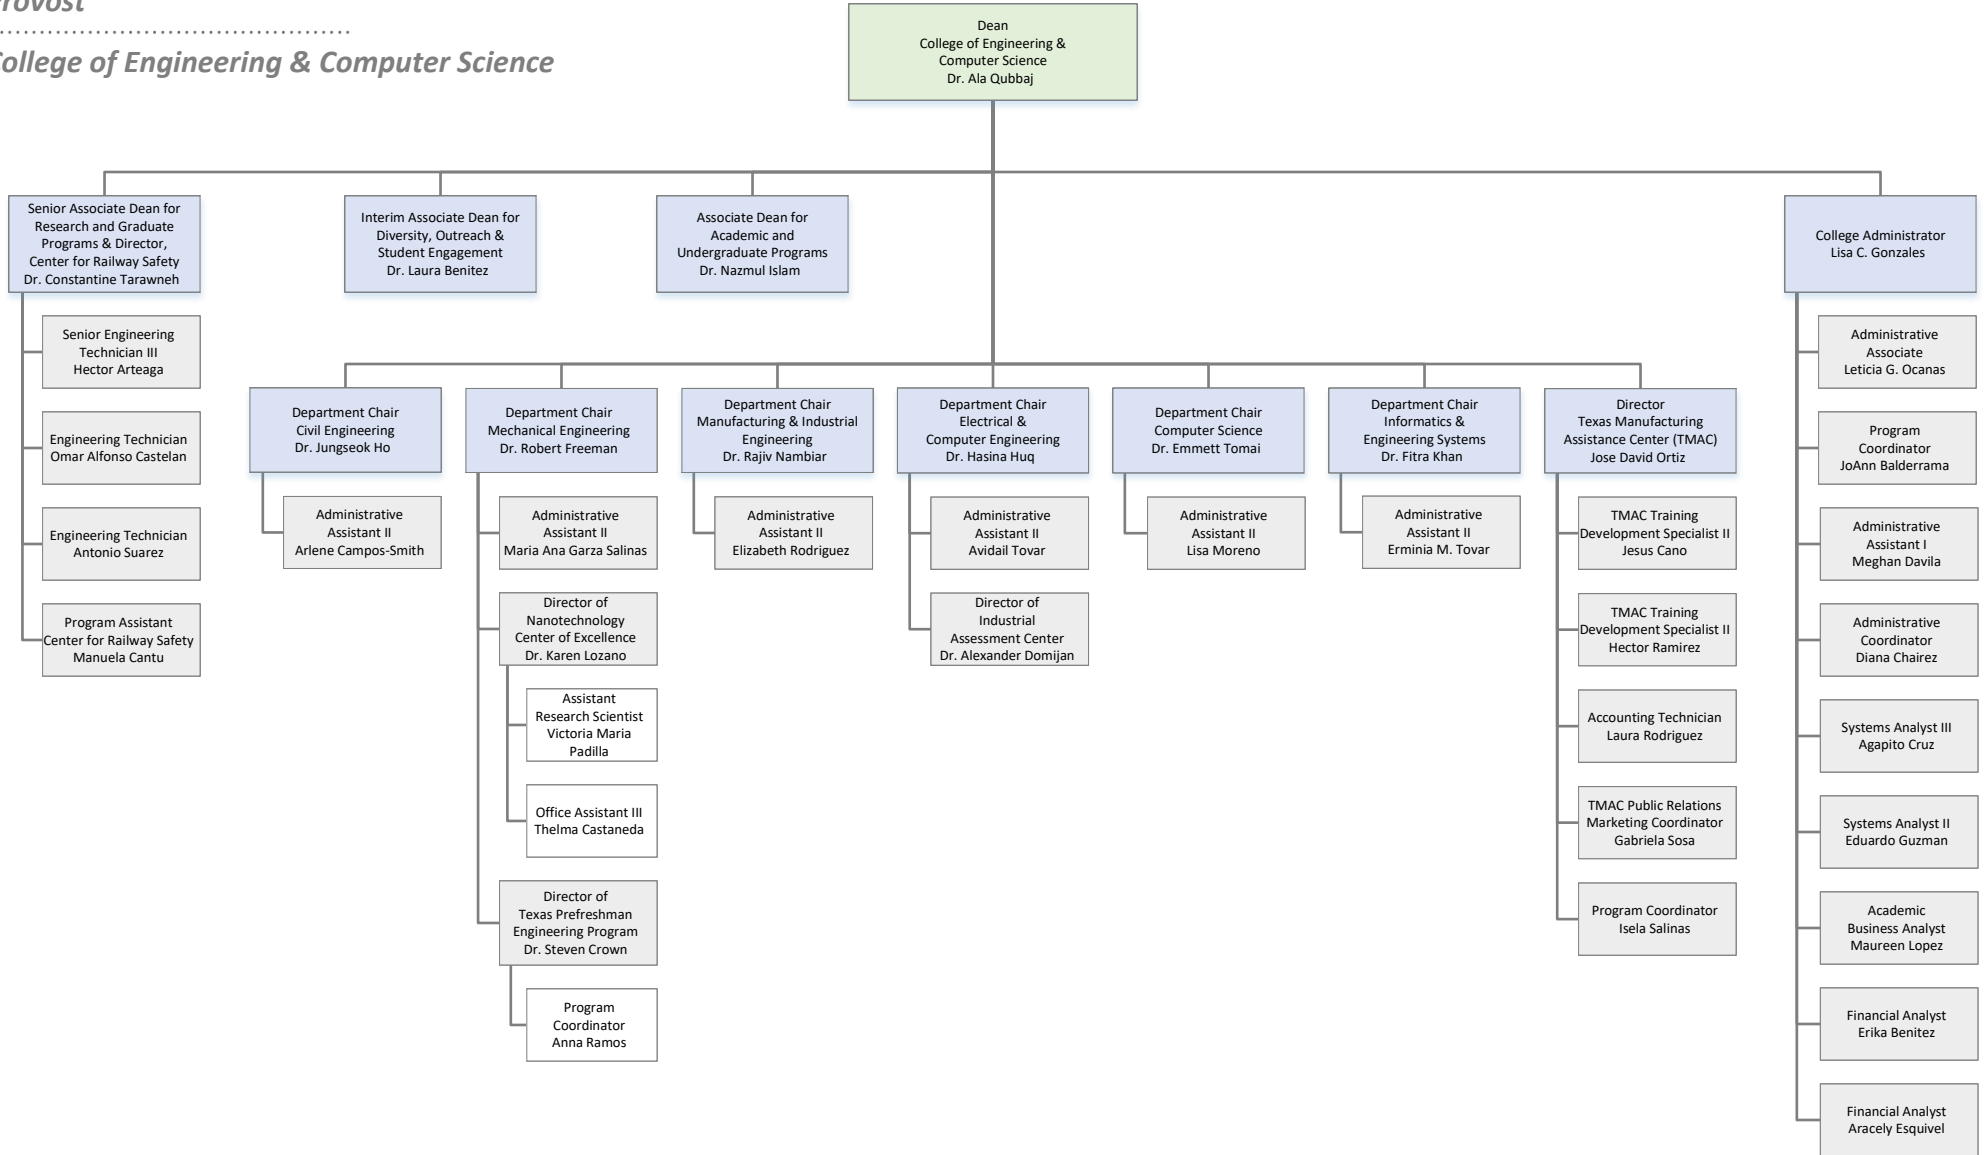 Provost
College of Engineering & Computer Science
Dean
College of Engineering &
Computer Science
Dr. Ala Qubbaj
Senior Associate Dean for
Research and Graduate
Programs & Director,
Center for Railway Safety
Dr. Constantine Tarawneh
Interim Associate Dean for
Diversity, Outreach &
Student Engagement
Dr. Laura Benitez
Associate Dean for
Academic and
Undergraduate Programs
Dr. Nazmul Islam
College Administrator
Lisa C. Gonzales
Senior Engineering
Technician III
Hector Arteaga
Engineering Technician
Omar Alfonso Castelan
Engineering Technician
Antonio Suarez
Program Assistant
Center for Railway Safety
Manuela Cantu
Department Chair
Civil Engineering
Dr. Jungseok Ho
Administrative
Assistant II
Arlene Campos-Smith
Department Chair
Mechanical Engineering
Dr. Robert Freeman
Administrative
Assistant II
Maria Ana Garza Salinas
Director of
Nanotechnology
Center of Excellence
Dr. Karen Lozano
Assistant
Research Scientist
Victoria Maria
Padilla
Office Assistant III
Thelma Castaneda
Director of
Texas Prefreshman
Engineering Program
Dr. Steven Crown
Program
Coordinator
Anna Ramos
Department Chair
Manufacturing & Industrial
Engineering
Dr. Rajiv Nambiar
Administrative
Assistant II
Elizabeth Rodriguez
Department Chair
Electrical &
Computer Engineering
Dr. Hasina Huq
Administrative
Assistant II
Avidail Tovar
Director of
Industrial
Assessment Center
Dr. Alexander Domijan
Department Chair
Computer Science
Dr. Emmett Tomai
Administrative
Assistant II
Lisa Moreno
Department Chair
Informatics &
Engineering Systems
Dr. Fitra Khan
Administrative
Assistant II
Erminia M. Tovar
Director
Texas Manufacturing
Assistance Center (TMAC)
Jose David Ortiz
TMAC Training
Development Specialist II
Jesus Cano
TMAC Training
Development Specialist II
Hector Ramirez
Accounting Technician
Laura Rodriguez
TMAC Public Relations
Marketing Coordinator
Gabriela Sosa
Program Coordinator
Isela Salinas
Administrative
Associate
Leticia G. Ocanas
Program
Coordinator
JoAnn Balderrama
Administrative
Assistant I
Meghan Davila
Administrative
Coordinator
Diana Chairez
Systems Analyst III
Agapito Cruz
Systems Analyst II
Eduardo Guzman
Academic
Business Analyst
Maureen Lopez
Financial Analyst
Erika Benitez
Financial Analyst
Aracely Esquivel